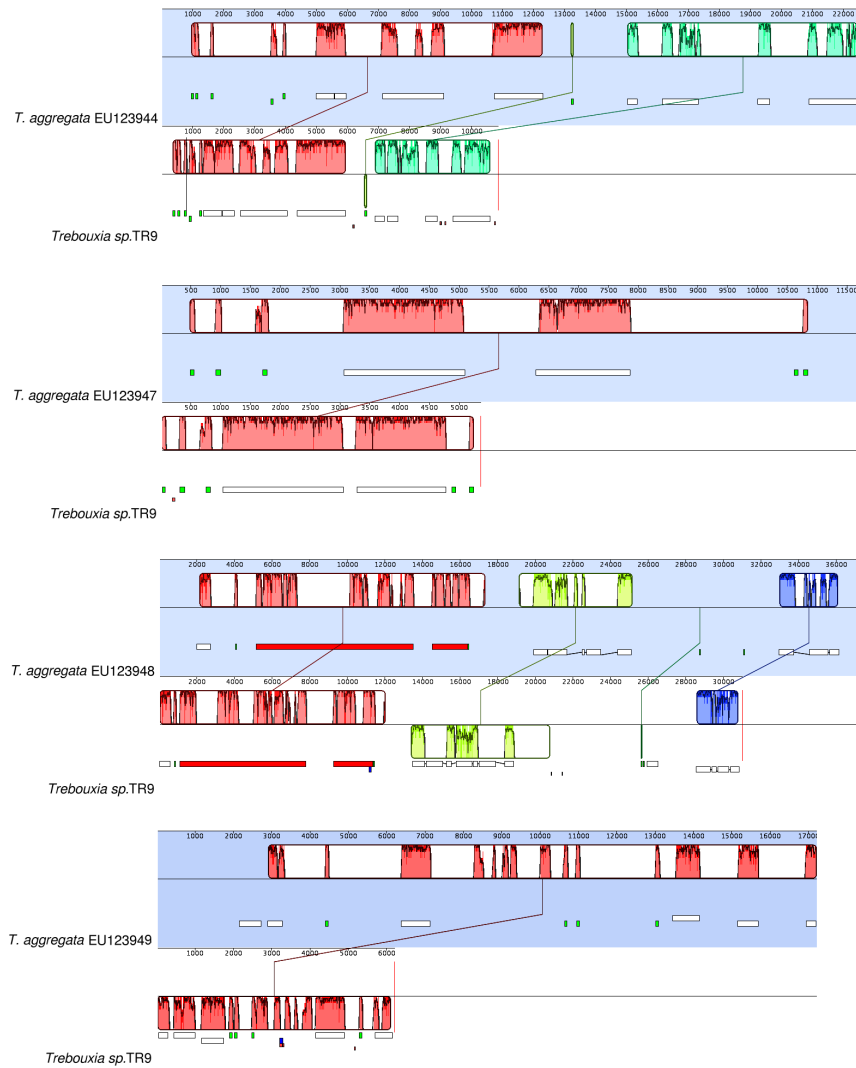 1000 2000 3000 4000 5000 6000 7000 8000 9000 10000 11000 12000 13000 14000 15000 16000 17000 18000 19000 20000 21000 22000
T. aggregata EU123944
1000 2000 3000 4000 5000 6000 7000 8000 9000 10000
Trebouxia sp.TR9
500 1000 1500 2000 2500 3000 3500 4000 4500 5000 5500 6000 6500 7000 7500 8000 8500 9000 9500 10000 10500 11000 11500
T. aggregata EU123947
500 1000 1500 2000 2500 3000 3500 4000 4500 5000
Trebouxia sp.TR9
2000 4000 6000 8000 10000 12000 14000 16000 18000 20000 22000 24000 26000 28000 30000 32000 34000 36000
T. aggregata EU123948
2000 4000 6000 8000 10000 12000 14000 16000 18000 20000 22000 24000 26000 28000
Trebouxia sp.TR9
1000 2000 3000 4000 5000 6000 7000 8000 9000 10000 11000 12000 13000 14000 15000 16000 17000
T. aggregata EU123949
1000 2000 3000 4000 5000 6000
Trebouxia sp.TR9